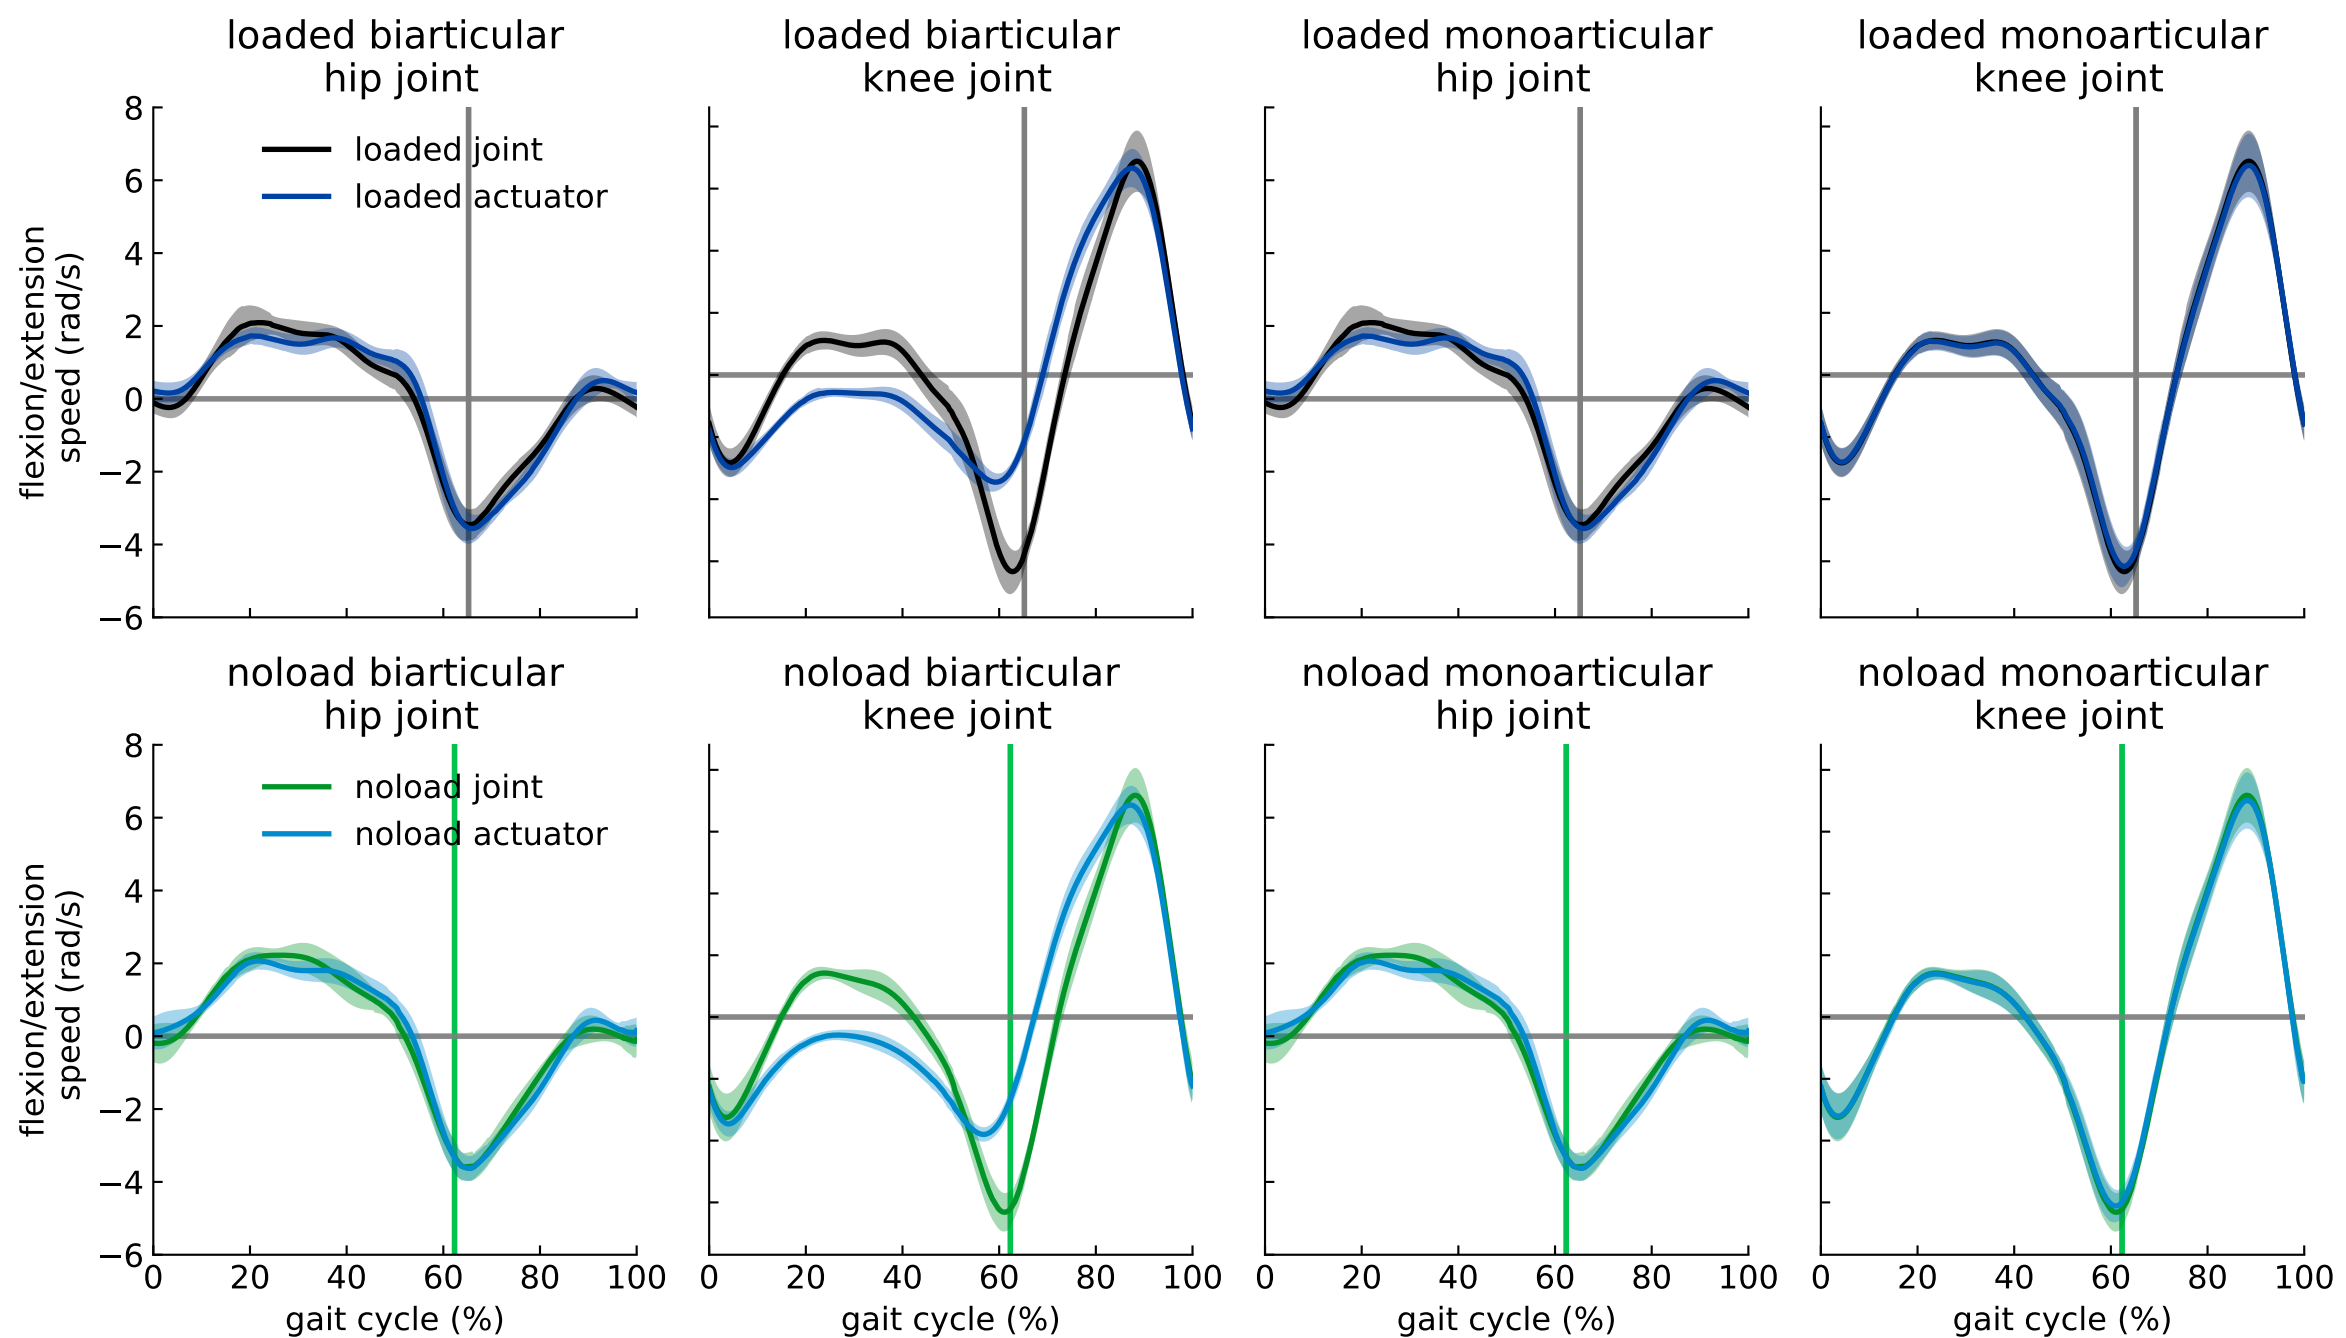 loaded biarticular
hip joint
loaded biarticular
knee joint
loaded monoarticular
hip joint
loaded monoarticular
knee joint
flexion/extension
speed (rad/s)
8
6
4
2
0
−2
−4
−6
loaded joint
loaded actuator
noload biarticular
hip joint
noload biarticular
knee joint
noload monoarticular
hip joint
noload monoarticular
knee joint
flexion/extension
speed (rad/s)
8
6
4
2
0
−2
−4
−6
noload joint
noload actuator
0 20 40 60 80 100
0 20 40 60 80 100
0 20 40 60 80 100
0 20 40 60 80 100
gait cycle (%)
gait cycle (%)
gait cycle (%)
gait cycle (%)